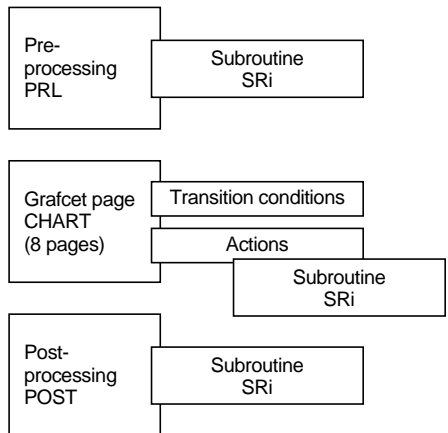 Pre-
processing
PRL
Subroutine
SRi
Grafcet page
CHART
(8 pages)
Transition conditions
Actions
Subroutine
SRi
Post-
processing
POST
Subroutine
SRi